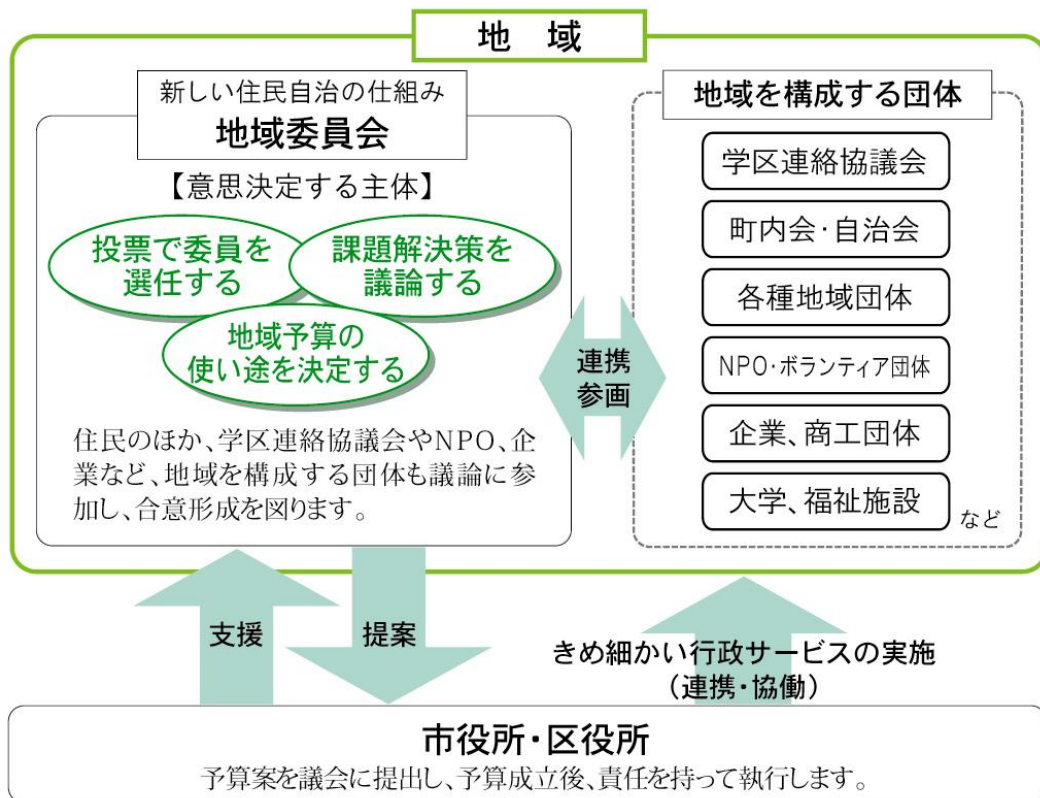 地　域
新しい住民自治の仕組み
地域委員会
【意思決定する主体】
投票で委員を
選任する
課題解決策を
議論する
地域予算の
使い途を決定する
住民のほか、学区連絡協議会やNPO、企
業など、地域を構成する団体も議論に参
加し、合意形成を図ります。
連携
参画
地域を構成する団体
学区連絡協議会
町内会・自治会
各種地域団体
NPO・ボランティア団体
企業、商工団体
大学、福祉施設
など
支援
提案
きめ細かい行政サービスの実施
（連携・協働）
市役所・区役所
予算案を議会に提出し、予算成立後、責任を持って執行します。